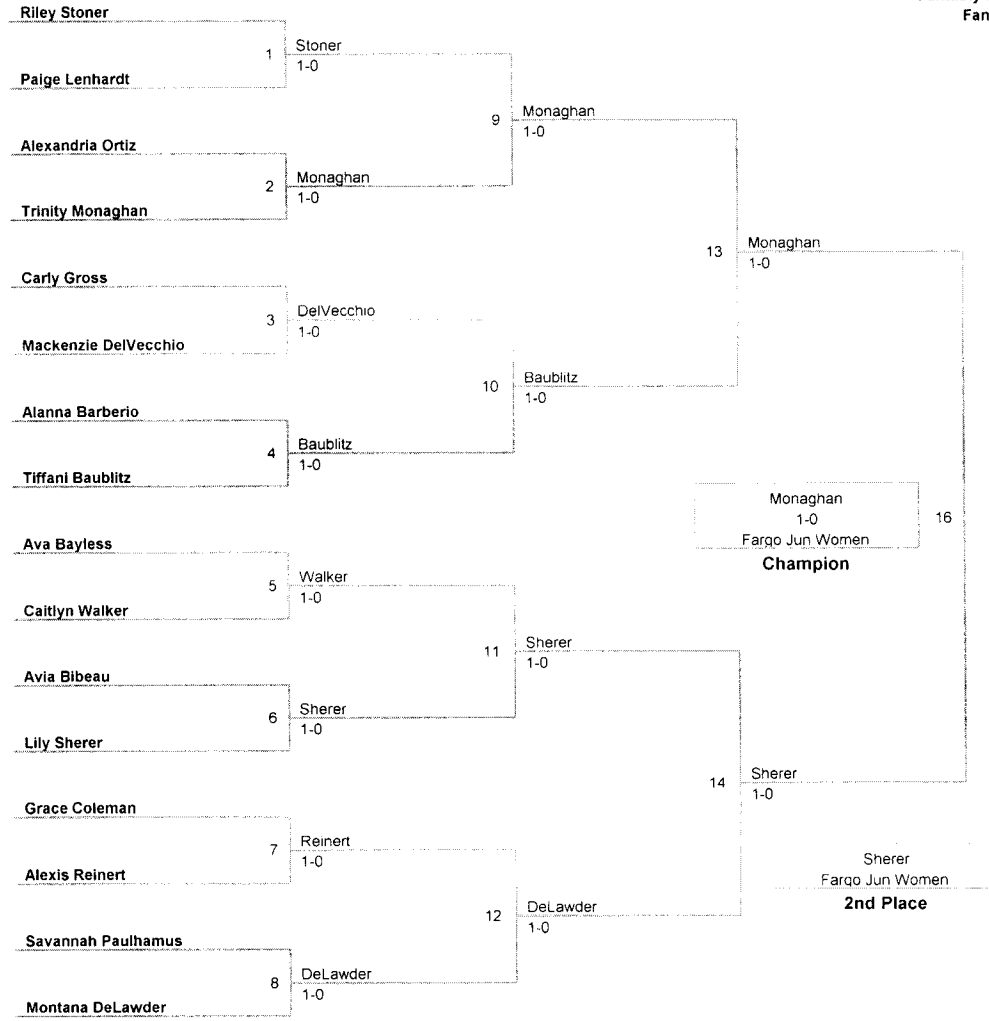 Fan
Riley Stoner
1
Stoner
1-0
Paige Lenhardt
9
Monaghan
1-0
Alexandria Ortiz
2
Monaghan
1-0
Trinity Monaghan
13
Monaghan
1-0
Carly Gross
3
DelVecchio
1-0
Mackenzie DelVecchio
10
Baublitz
1-0
Alanna Barberio
4
Baublitz
1-0
Tiffani Baublitz
Monaghan
1-0
Fargo Jun Women
Champion
16
Ava Bayless
5
Walker
1-0
Caitlyn Walker
11
Sherer
1-0
Avia Bibeau
6
Sherer
1-0
Lily Sherer
14
Sherer
1-0
Grace Coleman
7
Reinert
1-0
Alexis Reinert
Sherer
Fargo Jun Women
2nd Place
12
DeLawder
1-0
Savannah Paulhamus
8
DeLawder
1-0
Montana DeLawder